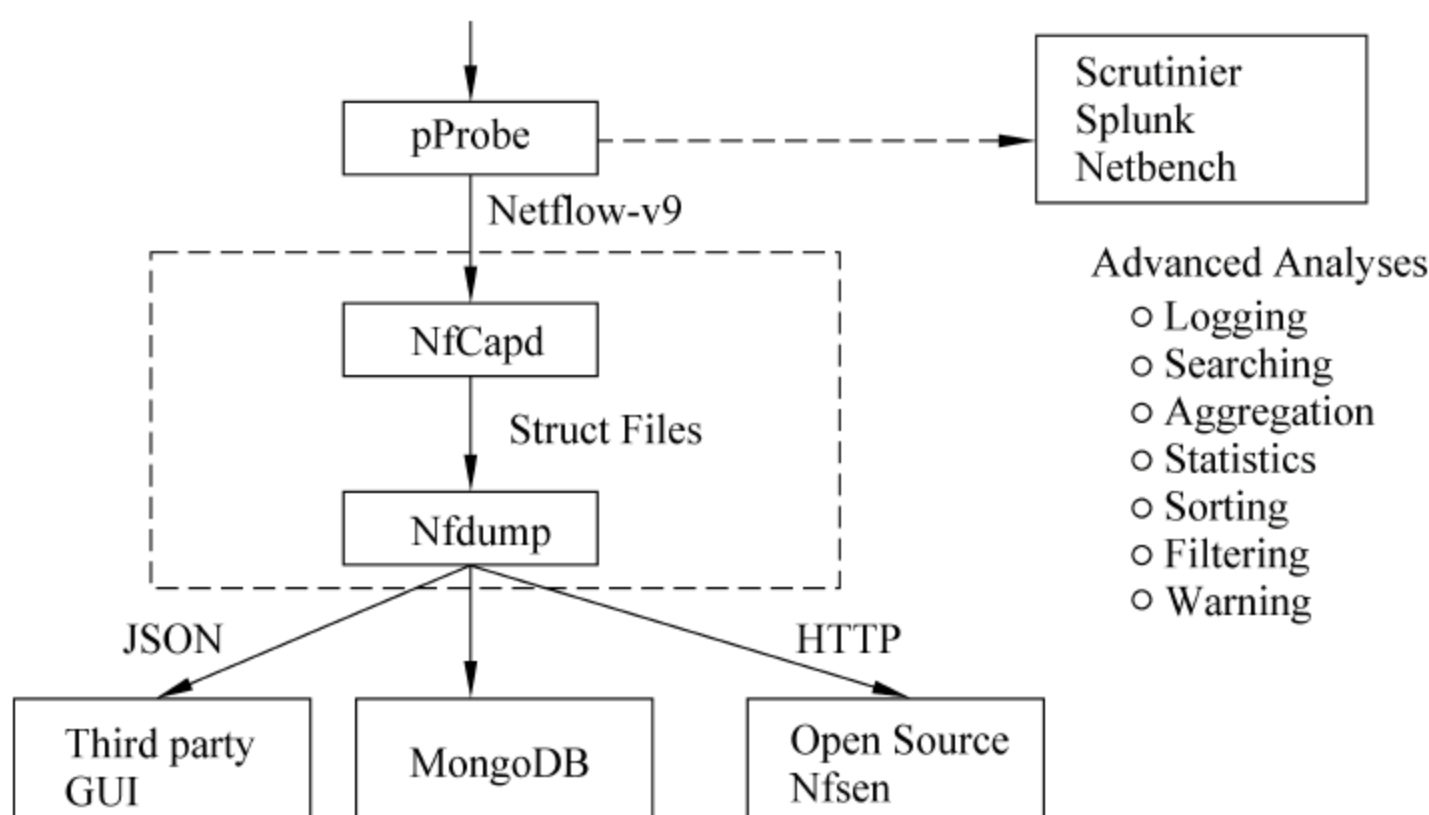 pProbe
Scrutinier
Splunk
Netbench
Netflow-v9
NfCapd
Struct Files
Nfdump
Advanced Analyses
Logging
Searching
Aggregation
Statistics
Sorting
Filtering
Warning
JSON
HTTP
Third party
GUI
MongoDB
Open Source
Nfsen